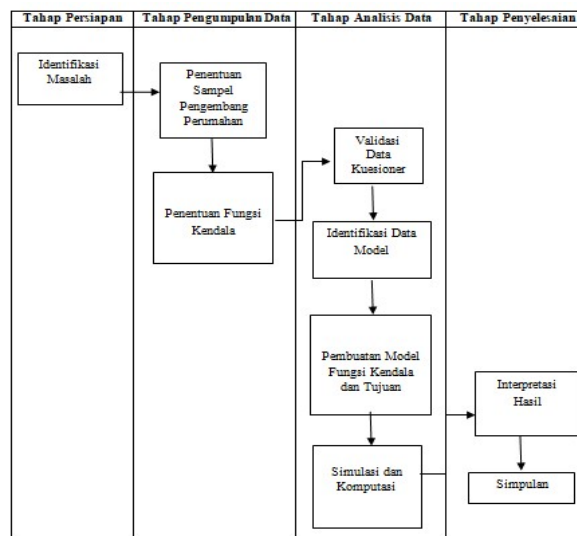 Tahap Persiapan
Tahap Pengumpulan Data
Tahap Analisis Data
Tahap Penyelesaian
Identifikasi
Masalah
Penentuan
Sampel
Pengembang
Perumahan
Penentuan Fungsi
Kendala
Validasi
Data
Kuesioner
Identifikasi Data
Model
Pembuatan Model
Fungsi Kendala
dan Tujuan
Simulasi dan
Komputasi
Interpretasi
Hasil
Simpulan